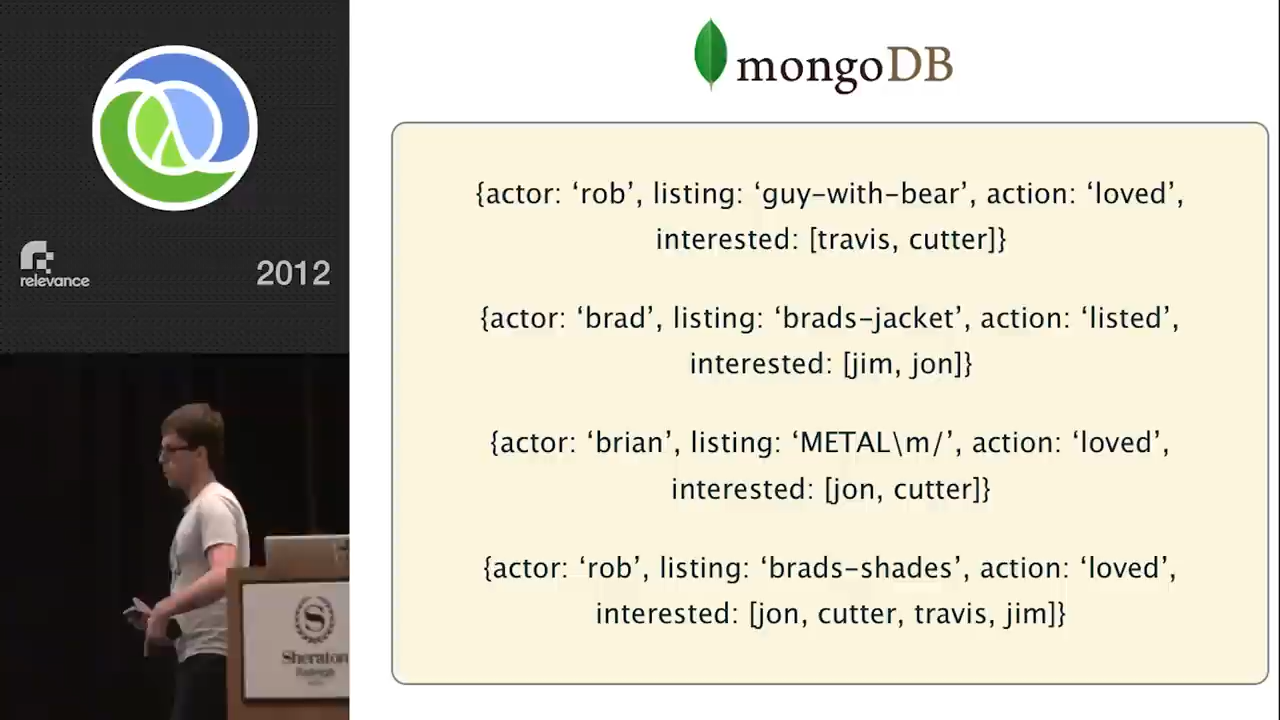 relevance
2012
Sheraton
Raleigh
mongoDB
{actor: ‘rob’, listing: ‘guy-with-bear’, action: ‘loved’,
interested: [travis, cutter]}
{actor: ‘brad’, listing: ‘brads-jacket’, action: ‘listed’,
interested: [jim, jon]}
{actor: ‘brian’, listing: ‘METAL\m/’, action: ‘loved’,
interested: [jon, cutter]}
{actor: ‘rob’, listing: ‘brads-shades’, action: ‘loved’,
interested: [jon, cutter, travis, jim]}